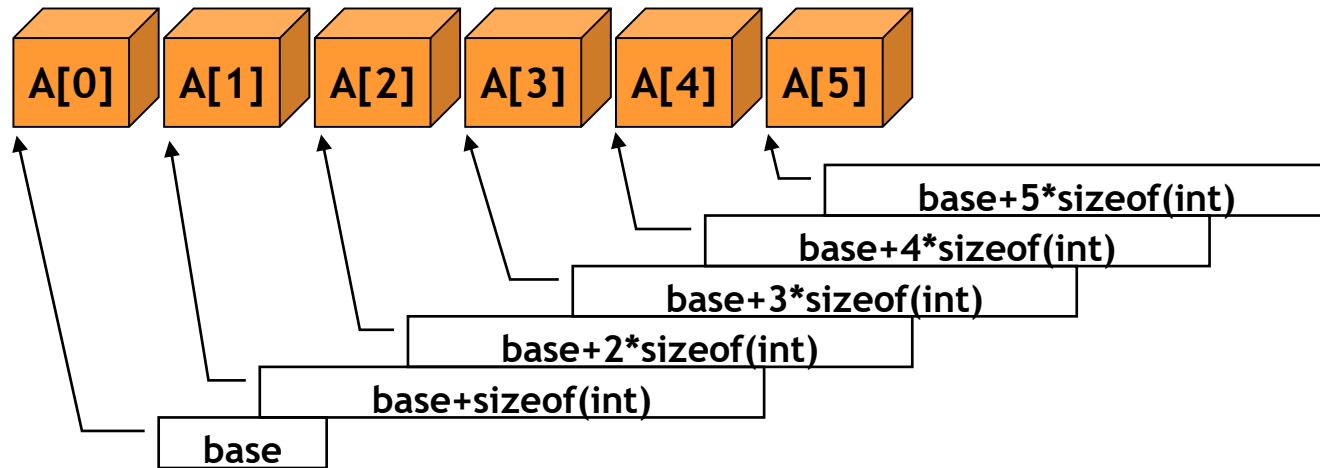 A[0] A[1] A[2] A[3] A[4] A[5]
base+5*sizeof(int)
base+4*sizeof(int)
base+3*sizeof(int)
base+2*sizeof(int)
base+sizeof(int)
base